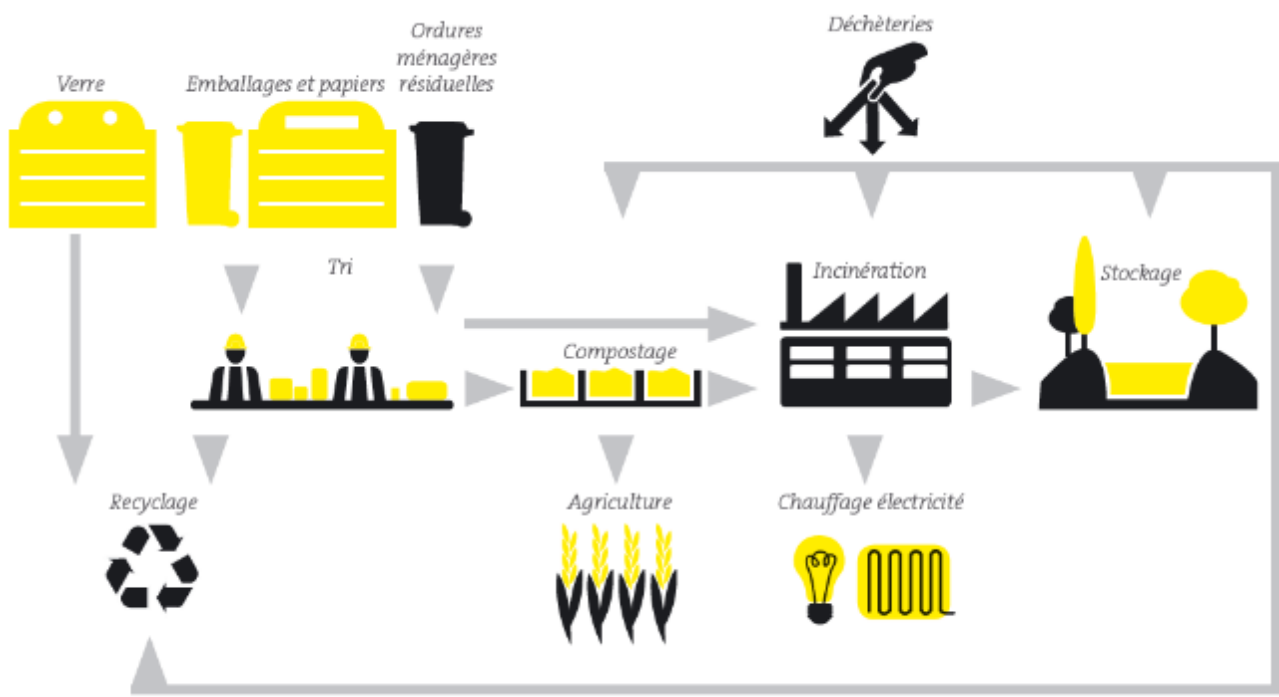 Verre
Emballages et papiers
Ordures
ménagères
résiduelles
Déchèteries
Tri
Incinération
Stockage
Compostage
Recyclage
Agriculture
Chauffage électricité